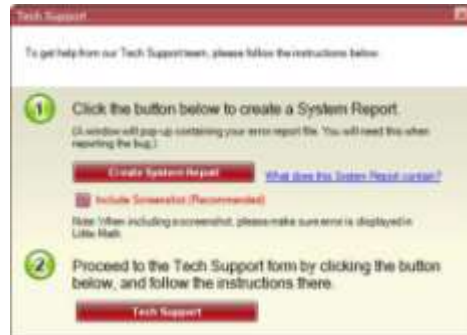 Tech Support
To get help from our Tech Support team, please follow the instructions below.
1 Click the button below to create a System Report.
(A window will pop-up containing your error report file. You will need this when
reporting the bug.)
Create System Report What does this System Report contain?
Include Screenshot (Recommended)
Note: When including a screenshot, please make sure error is displayed in
Math
2 Proceed to the Tech Support form by clicking the button
below, and follow the instructions there.
Tech Support